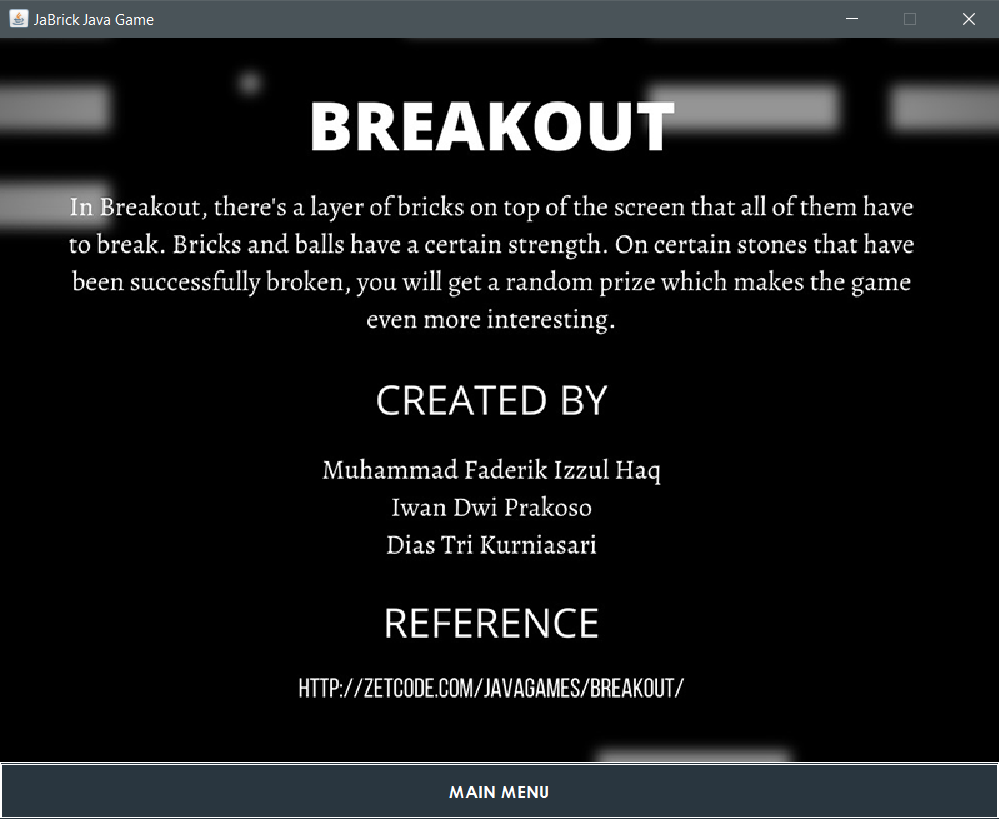 JaBrick Java Game
BREAKOUT
In Breakout, there's a layer of bricks on top of the screen that all of them have
to break. Bricks and balls have a certain strength. On certain stones that have
been successfully broken, you will get a random prize which makes the game
even more interesting.
CREATED BY
Muhammad Faderik Izzul Haq
Iwan Dwi Prakoso
Dias Tri Kurniasari
REFERENCE
HTTP://ZETCODE.COM/JAVAGAMES/BREAKOUT/
MAIN MENU